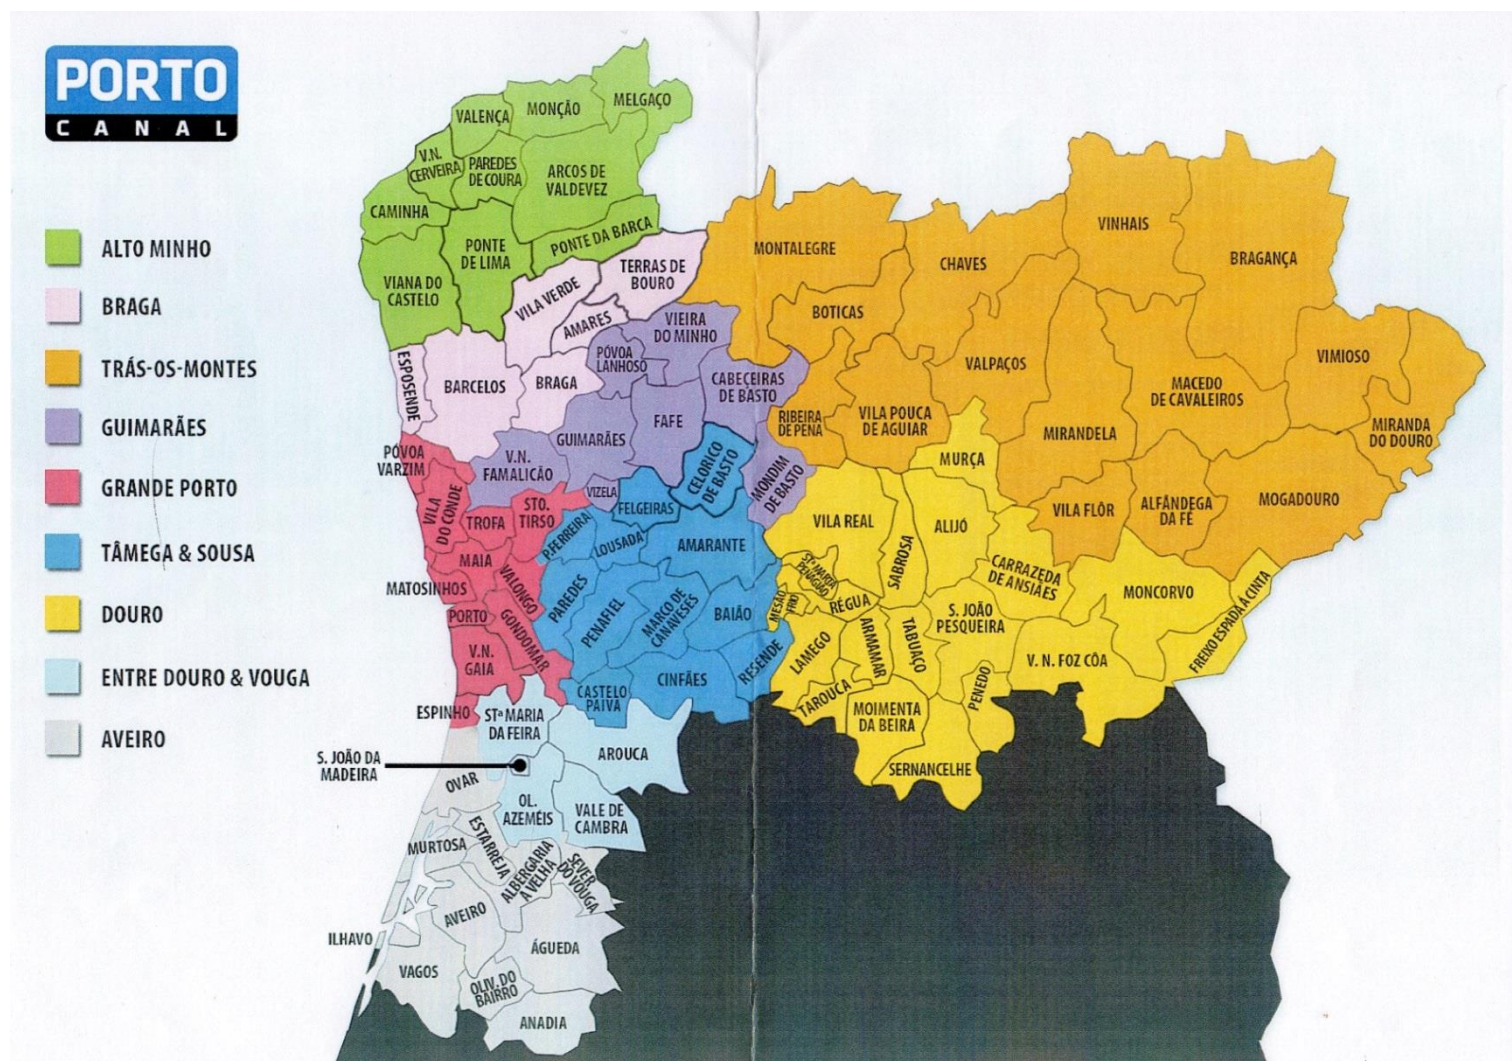 PORTO
CANAL
ALTO MINHO
BRAGA
TRÁS-OS-MONTES
GUIMARÃES
GRANDE PORTO
TÂMEGA & SOUSA
DOURO
ENTRE DOURO & VOUGA
AVEIRO
MELGAÇO
MONÇÃO
VALENÇA
V.N.
CERVEIRA
PAREDES
DE COURA
ARCOS DE
VALDEVEZ
CAMINHA
PONTE
DE LIMA
PONTE DA BARCA
VIANA DO
CASTELO
TERRAS DE
BOURO
VILA VERDE
AMARES
ESPOSENDE
BARCELOS
BRAGA
VIEIRA
DO MINHO
PÓVOA
LANHOSO
CABEÇEIRAS
DE BASTO
FAFE
GUIMARÃES
V.N.
FAMALICÃO
VIZELA
MONDIM
DE BASTO
MONTALEGRE
CHAVES
VINHAIS
BRAGANÇA
BOTICAS
VALPAÇOS
VIMIOSO
MACEDO
DE CAVALEIROS
RIBEIRA
DE PENA
VILA POUCA
DE AGUIAR
MIRANDELA
MIRANDA
DO DOURO
VILA FLÔR
ALFÂNDEGA
DA FÉ
MOGADOURO
PÓVOA
VARZIM
VILA
DO CONDE
TROFA
STO.
TIRSO
MAIA
MATOSINHOS
VALONGO
PORTO
GONDOMAR
V.N.
GAIA
ESPINHO
CELORICO
DE BASTO
FELGEIRAS
P.FERREIRA
LOUSADA
AMARANTE
PAREDES
PENAFIEL
MARCO DE
CANAVESES
BAIÃO
CASTELO
PAIVA
CINFÃES
RESENDE
MURÇA
VILA REAL
ALIJÓ
SABROSA
STª MARTA
PENAGIÃO
MESÃO
FRIO
RÉGUA
CARRAZEDA
DE ANSIÃES
MONCORVO
FREIXO ESPADA À CINTA
S. JOÃO
PESQUEIRA
V. N. FOZ CÔA
LAMEGO
ARMAMAR
TABUAÇO
TAROUCA
MOIMENTA
DA BEIRA
PENEDO
SERNANCELHE
STª MARIA
DA FEIRA
AROUCA
S. JOÃO DA
MADEIRA
OL.
AZEMÉIS
VALE DE
CAMBRA
OVAR
MURTOSA
ESTARREJA
ALBERGARIA
A VELHA
SEVER
DO VOUGA
AVEIRO
ILHAVO
ÁGUEDA
VAGOS
OLIV. DO
BAIRRO
ANADIA